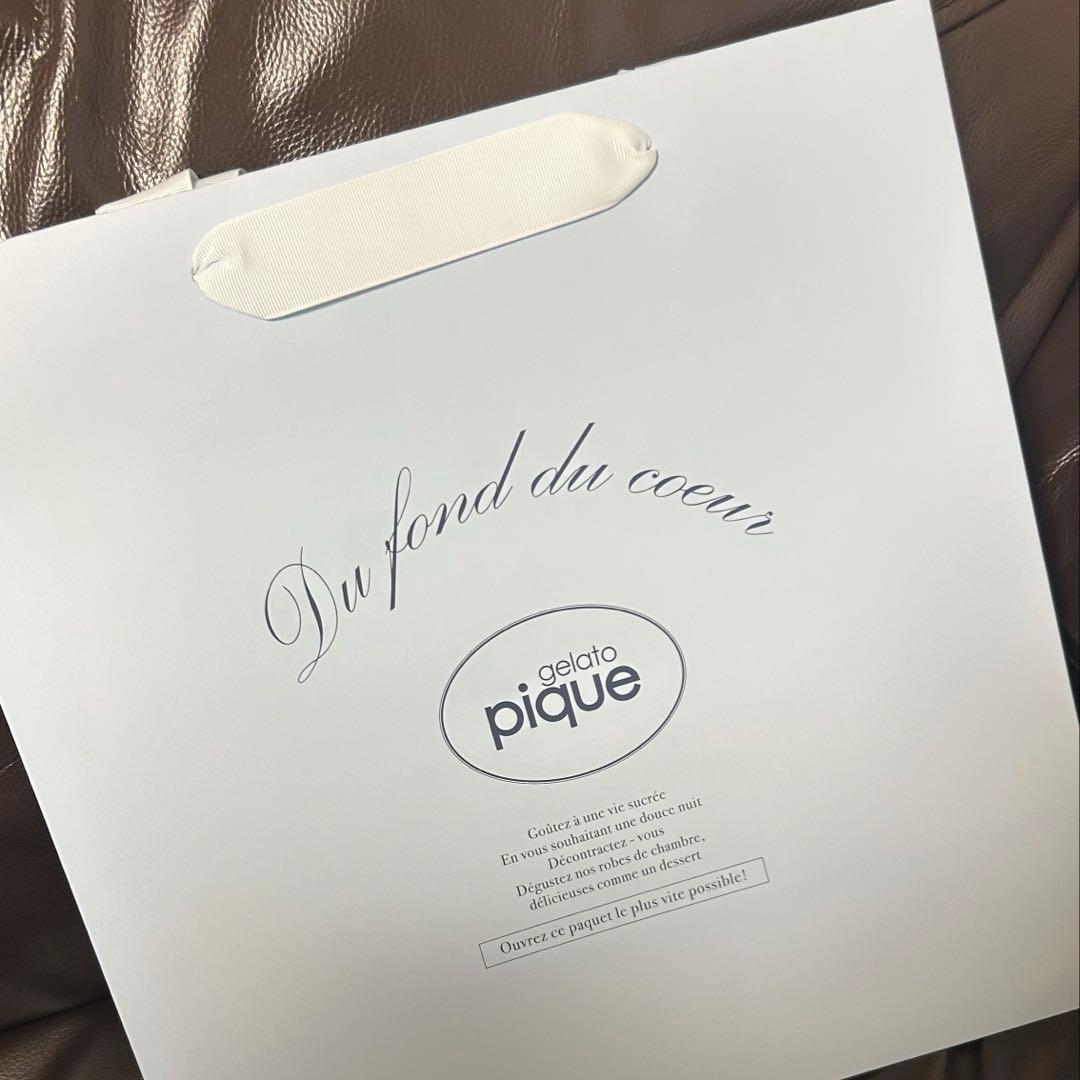 Du fond du coeur
gelato
pique
Goûtez à une vie sucrée
En vous souhaitant une douce nuit
Décontractez - vous
Dégustez nos robes de chambre,
délicieuses comme un dessert
Ouvrez ce paquet le plus vite possible!